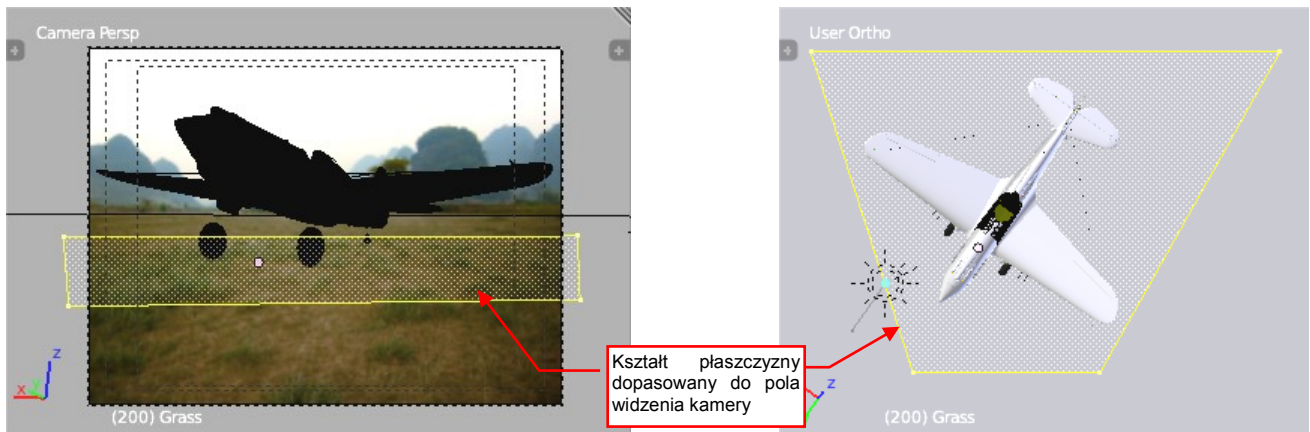 Camera Persp
User Ortho
Kształt płaszczyzny
dopasowany do pola
widzenia kamery
z
y
x
(200) Grass
z
(200) Grass